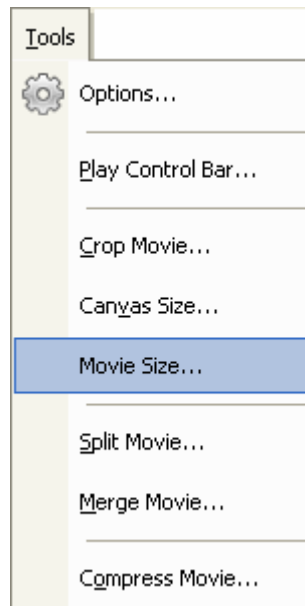 Tools
Options...
Play Control Bar...
Crop Movie...
Canvas Size...
Movie Size...
Split Movie...
Merge Movie...
Compress Movie...